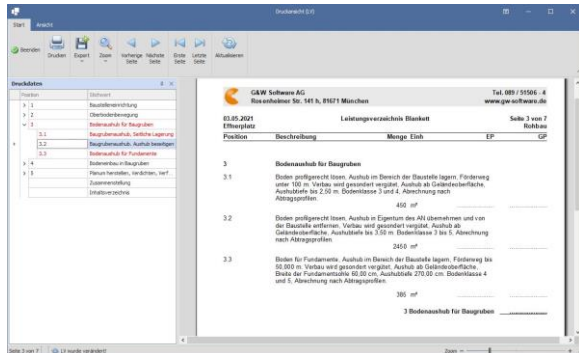 Druckansicht (LV)
Start Ansicht
Beenden
Drucken
Export
Zoom
Vorherige Seite
Nächste Seite
Erste Seite
Letzte Seite
Aktualisieren
Druckdaten
Position Stichwort
1 Baustelleneinrichtung
2 Oberbodenbewegung
3 Bodenaushub für Baugruben
3.1 Baugrubenaushub, Seitliche Lagerung
3.2 Baugrubenaushub, Aushub beseitigen
3.3 Bodenaushub für Fundamente
4 Bodeneinbau in Baugruben
5 Planum herstellen, Verdichten, Verf...
Zusammenstellung
Inhaltsverzeichnis
G&W Software AG Tel. 089 / 51506 - 4
Rosenheimer Str. 141 h, 81671 München www.gw-software.de
03.05.2021 Leistungsverzeichnis Blankett Seite 3 von 7
Effnerplatz Rohbau
Position Beschreibung Menge Einh EP GP
3 Bodenaushub für Baugruben
3.1 Boden profilgerecht lösen, Aushub im Bereich der Baustelle lagern, Förderweg
unter 100 m. Verbau wird gesondert vergütet, Aushub ab Geländeoberfläche,
Aushubtiefe bis 2,50 m. Bodenklasse 3 und 4, Abrechnung nach
Abtragsprofilen.
450 m³
3.2 Boden profilgerecht lösen, Aushub in Eigentum des AN übernehmen und von
der Baustelle entfernen, Verbau wird gesondert vergütet, Aushub ab
Geländeoberfläche, Aushubtiefe bis 3,50 m. Bodenklasse 3 bis 5, Abrechnung
nach Abtragsprofilen.
2450 m³
3.3 Boden für Fundamente, Aushub im Bereich der Baustelle lagern, Förderweg bis
50,000 m. Verbau wird gesondert vergütet, Aushub ab Geländeoberfläche,
Breite der Fundamentsohle 60,00 cm, Aushubtiefe 270,00 cm. Bodenklasse 4
und 5, Abrechnung nach Abtragsprofilen.
385 m³
3 Bodenaushub für Baugruben
Seite 3 von 7 LV wurde verändert! Zoom